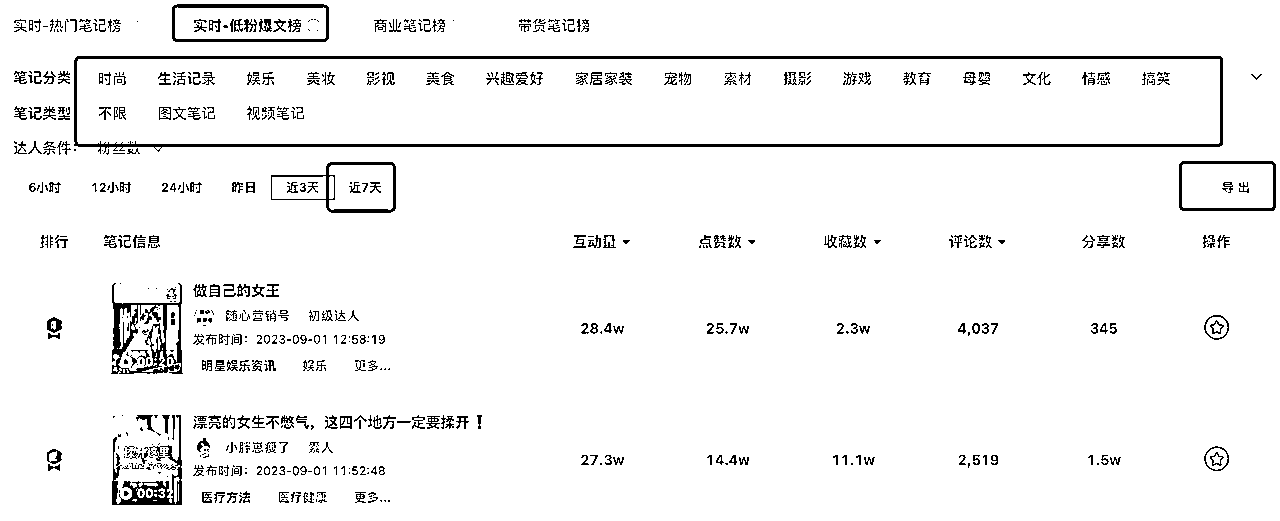 实时-热门笔记榜 实时-低粉爆文榜 商业笔记榜 带货笔记榜
笔记分类 时尚 生活记录 娱乐 美妆 影视 美食 兴趣爱好 家居家装 宠物 素材 摄影 游戏 教育 母婴 文化 情感 搞笑
笔记类型 不限 图文笔记 视频笔记
达人条件: 粉丝数
6小时 12小时 24小时 昨日 近3天 近7天 导出
排行 笔记信息 互动量 点赞数 收藏数 评论数 分享数 操作
做自己的女王
随心营销号 初级达人
发布时间：2023-09-01 12:58:19
明星娱乐资讯 娱乐 更多...
00:20
28.4w 25.7w 2.3w 4,037 345
漂亮的女生不憋气，这四个地方一定要揉开！
小胖思瘦了 素人
发布时间：2023-09-01 11:52:48
医疗方法 医疗健康 更多...
00:32
27.3w 14.4w 11.1w 2,519 1.5w